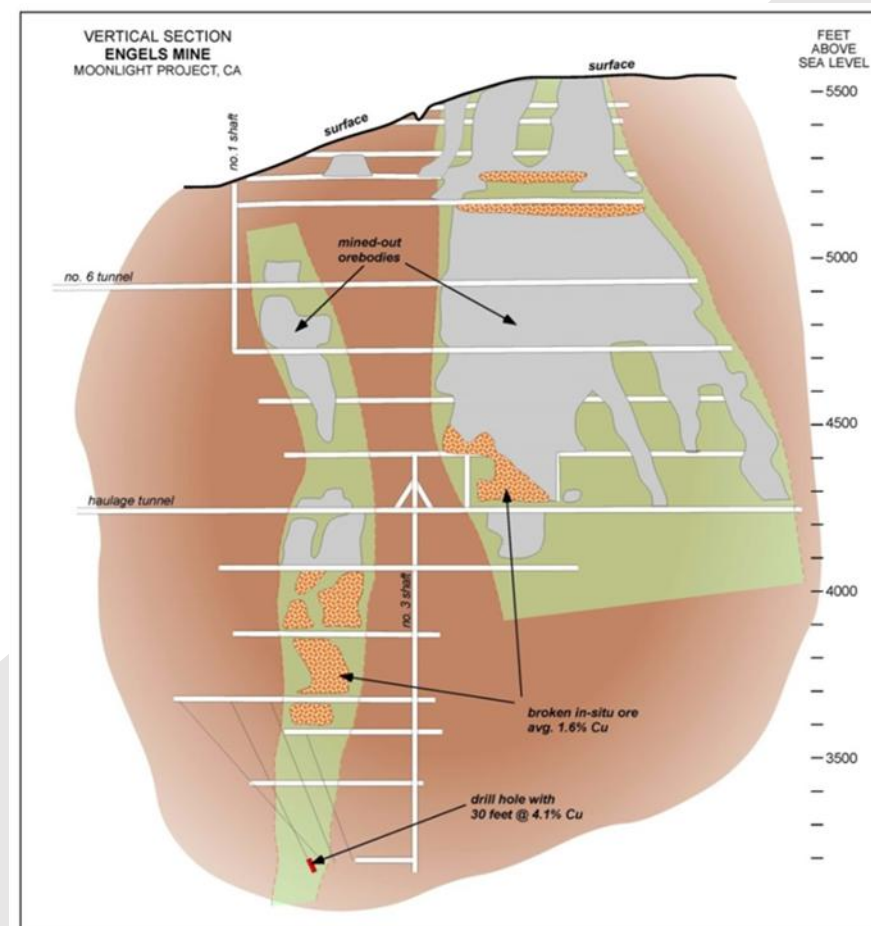 VERTICAL SECTION
ENGELS MINE
MOONLIGHT PROJECT, CA
FEET
ABOVE
SEA LEVEL
surface
5500
surface
no.1 shaft
mined-out
orebodies
5000
no. 6 tunnel
4500
haulage tunnel
4000
no. 3 shaft
broken in-situ ore
avg. 1.6% Cu
3500
drill hole with
30 feet @ 4.1% Cu